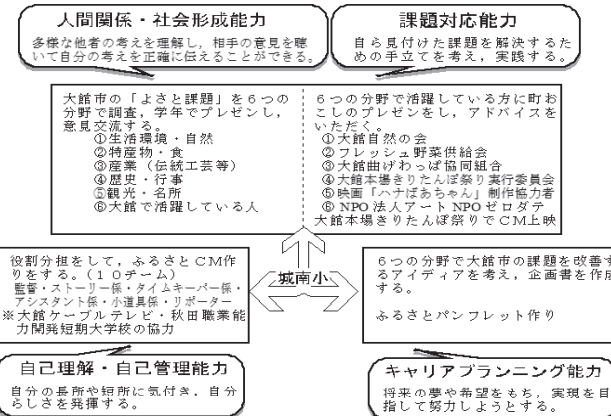 人間関係・社会形成能力
多様な他者の考えを理解し，相手の意見を聴
いて自分の考えを正確に伝えることができる。
課題対応能力
自ら見付けた課題を解決するた
めの手立てを考え，実践する。
大館市の「よさと課題」を６つの
分野で調査，学年でプレゼンし，
意見交流する。
①生活環境・自然
②特産物・食
③産業（伝統工芸等）
④歴史・行事
⑤観光・名所
⑥大館で活躍している人
６つの分野で活躍している方に町お
こしのプレゼンをし，アドバイスを
いただく。
①大館自然の会
②フレッシュ野菜供給会
③大館曲げわっぱ協同組合
④大館本場きりたんぽ祭り実行委員会
⑤映画「ハナばあちゃん」制作協力者
⑥ NPO 法人アート NPO ゼロダテ
大館本場きりたんぽ祭りでＣＭ上映
役割分担をして，ふるさとＣＭ作
りをする。（１０チーム）
監督・ストーリー係・タイムキーパー係・
アシスタント係・小道具係・リポーター
※大館ケーブルテレビ・秋田職業能
力開発短期大学校の協力
城南小
６つの分野で大館市の課題を改善す
るアイディアを考え，企画書を作成
する。
ふるさとパンフレット作り
自己理解・自己管理能力
自分の長所や短所に気付き，自分
らしさを発揮する。
キャリアプランニング能力
将来の夢や希望をもち，実現を目
指して努力しようとする。